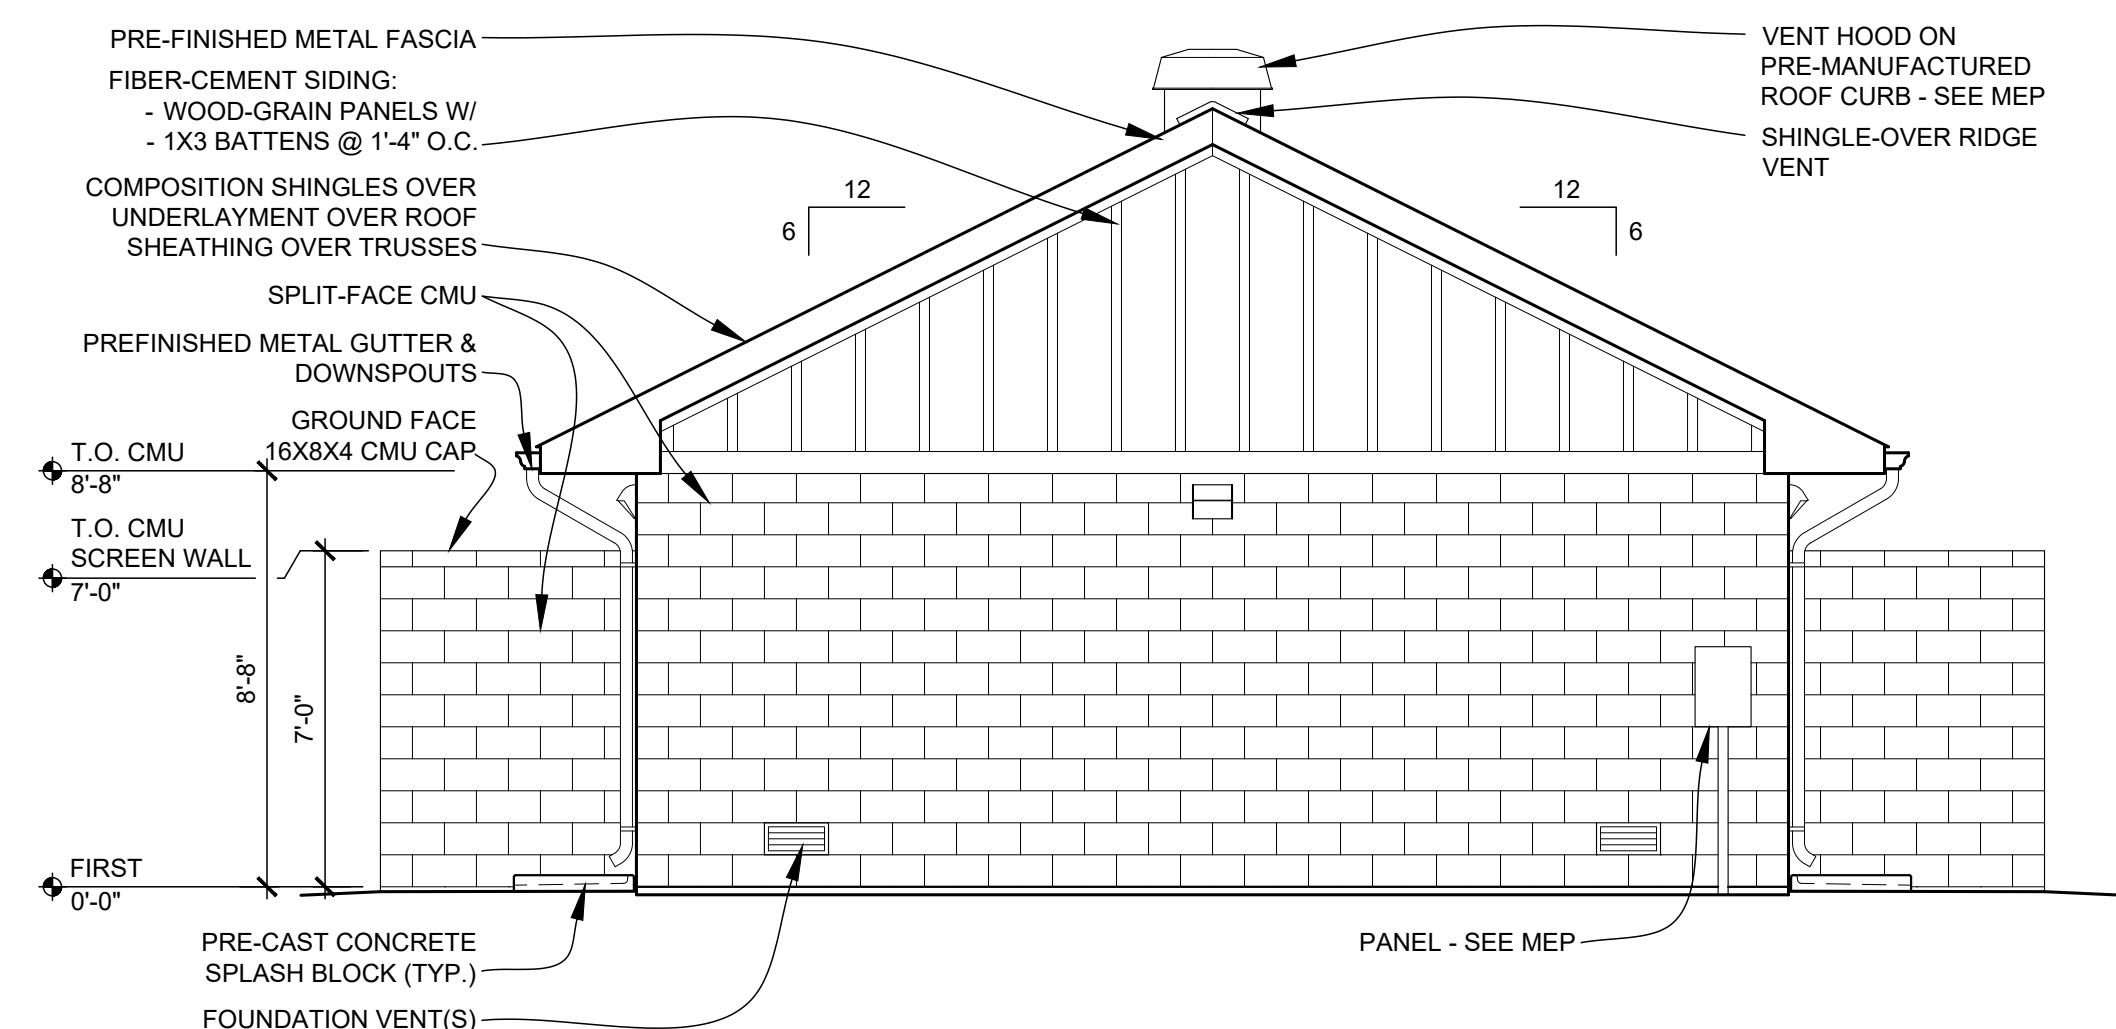 PRE-FINISHED METAL FASCIA
FIBER-CEMENT SIDING:
- WOOD-GRAIN PANELS W/
- 1X3 BATTENS @ 1'-4" O.C.
COMPOSITION SHINGLES OVER
UNDERLAYMENT OVER ROOF
SHEATHING OVER TRUSSES
SPLIT-FACE CMU
PREFINISHED METAL GUTTER &
DOWNSPOUTS
GROUND FACE
16X8X4 CMU CAP
T.O. CMU
8'-8"
T.O. CMU
SCREEN WALL
7'-0"
8'-8"
7'-0"
FIRST
0'-0"
PRE-CAST CONCRETE
SPLASH BLOCK (TYP.)
FOUNDATION VENT(S)
12
6
12
6
VENT HOOD ON
PRE-MANUFACTURED
ROOF CURB - SEE MEP
SHINGLE-OVER RIDGE
VENT
PANEL - SEE MEP